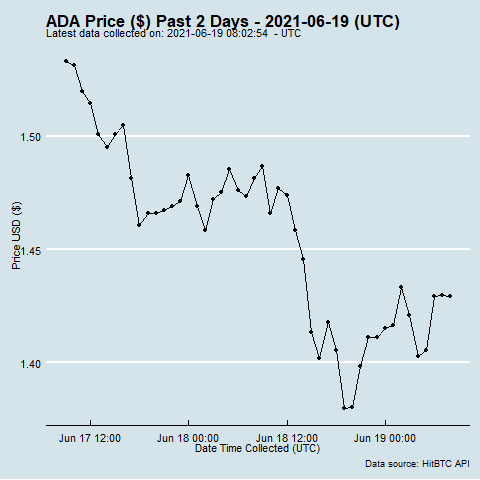 ADA Price ($) Past 2 Days - 2021-06-19 (UTC)
Latest data collected on: 2021-06-19 08:02:54  - UTC
1.50
1.45
1.40
Price USD ($)
Jun 17 12:00
Jun 18 00:00
Jun 18 12:00
Jun 19 00:00
Date Time Collected (UTC)
Data source: HitBTC API